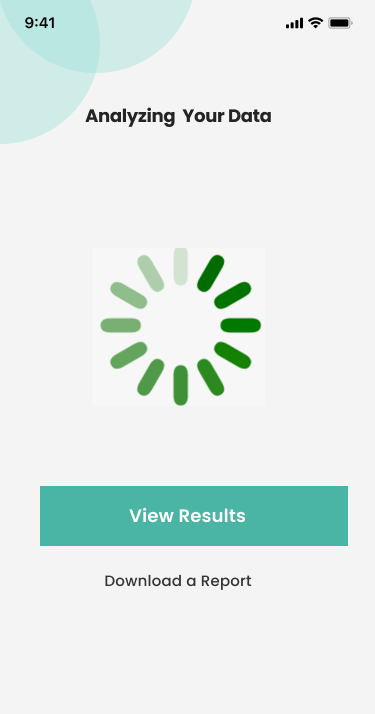 9:41
Analyzing Your Data
View Results
Download a Report